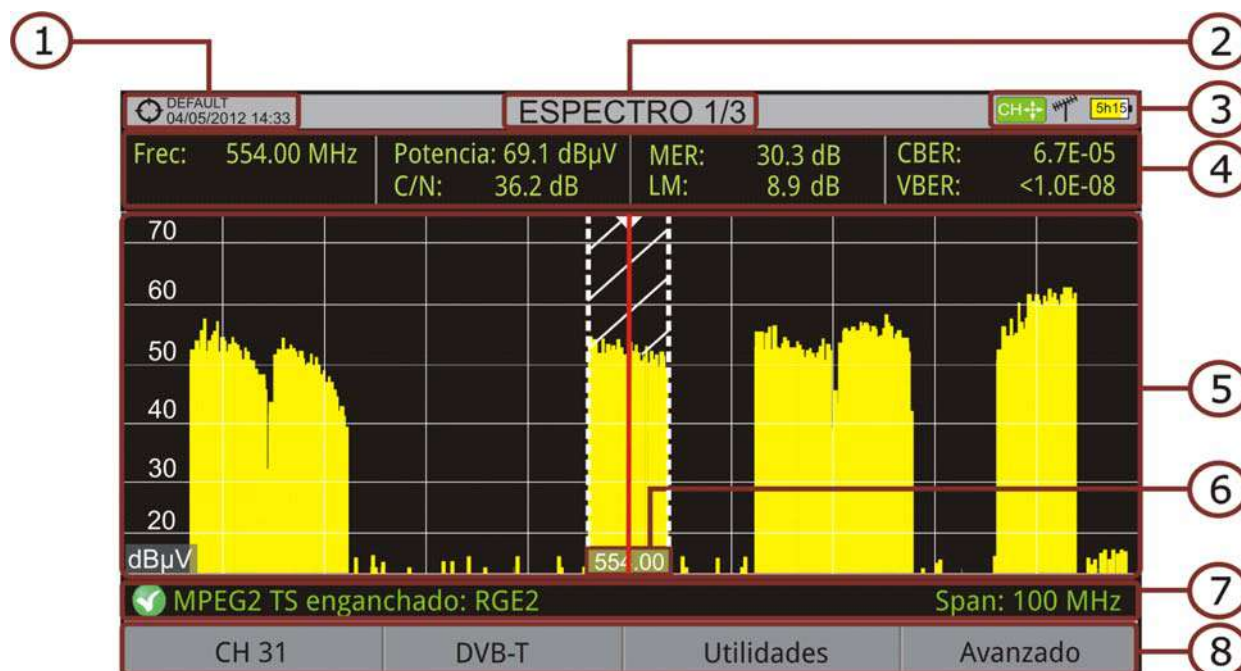 1
2
3
4
5
6
7
8
DEFAULT
04/05/2012 14:33
ESPECTRO 1/3
CH
5h15
Frec: 554.00 MHz
Potencia: 69.1 dBµV
C/N: 36.2 dB
MER: 30.3 dB
LM: 8.9 dB
CBER: 6.7E-05
VBER: <1.0E-08
70
60
50
40
30
20
dBµV
554.00
MPEG2 TS enganchado: RGE2
Span: 100 MHz
CH 31
DVB-T
Utilidades
Avanzado